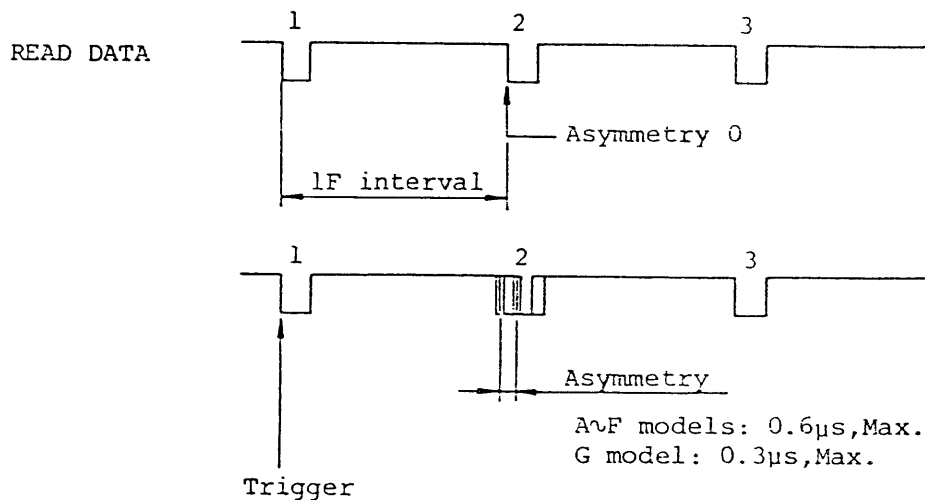 1 2 3
READ DATA
Asymmetry 0
1F interval
1 2 3
Asymmetry
A~F models: 0.6µs,Max.
G model: 0.3µs,Max.
Trigger